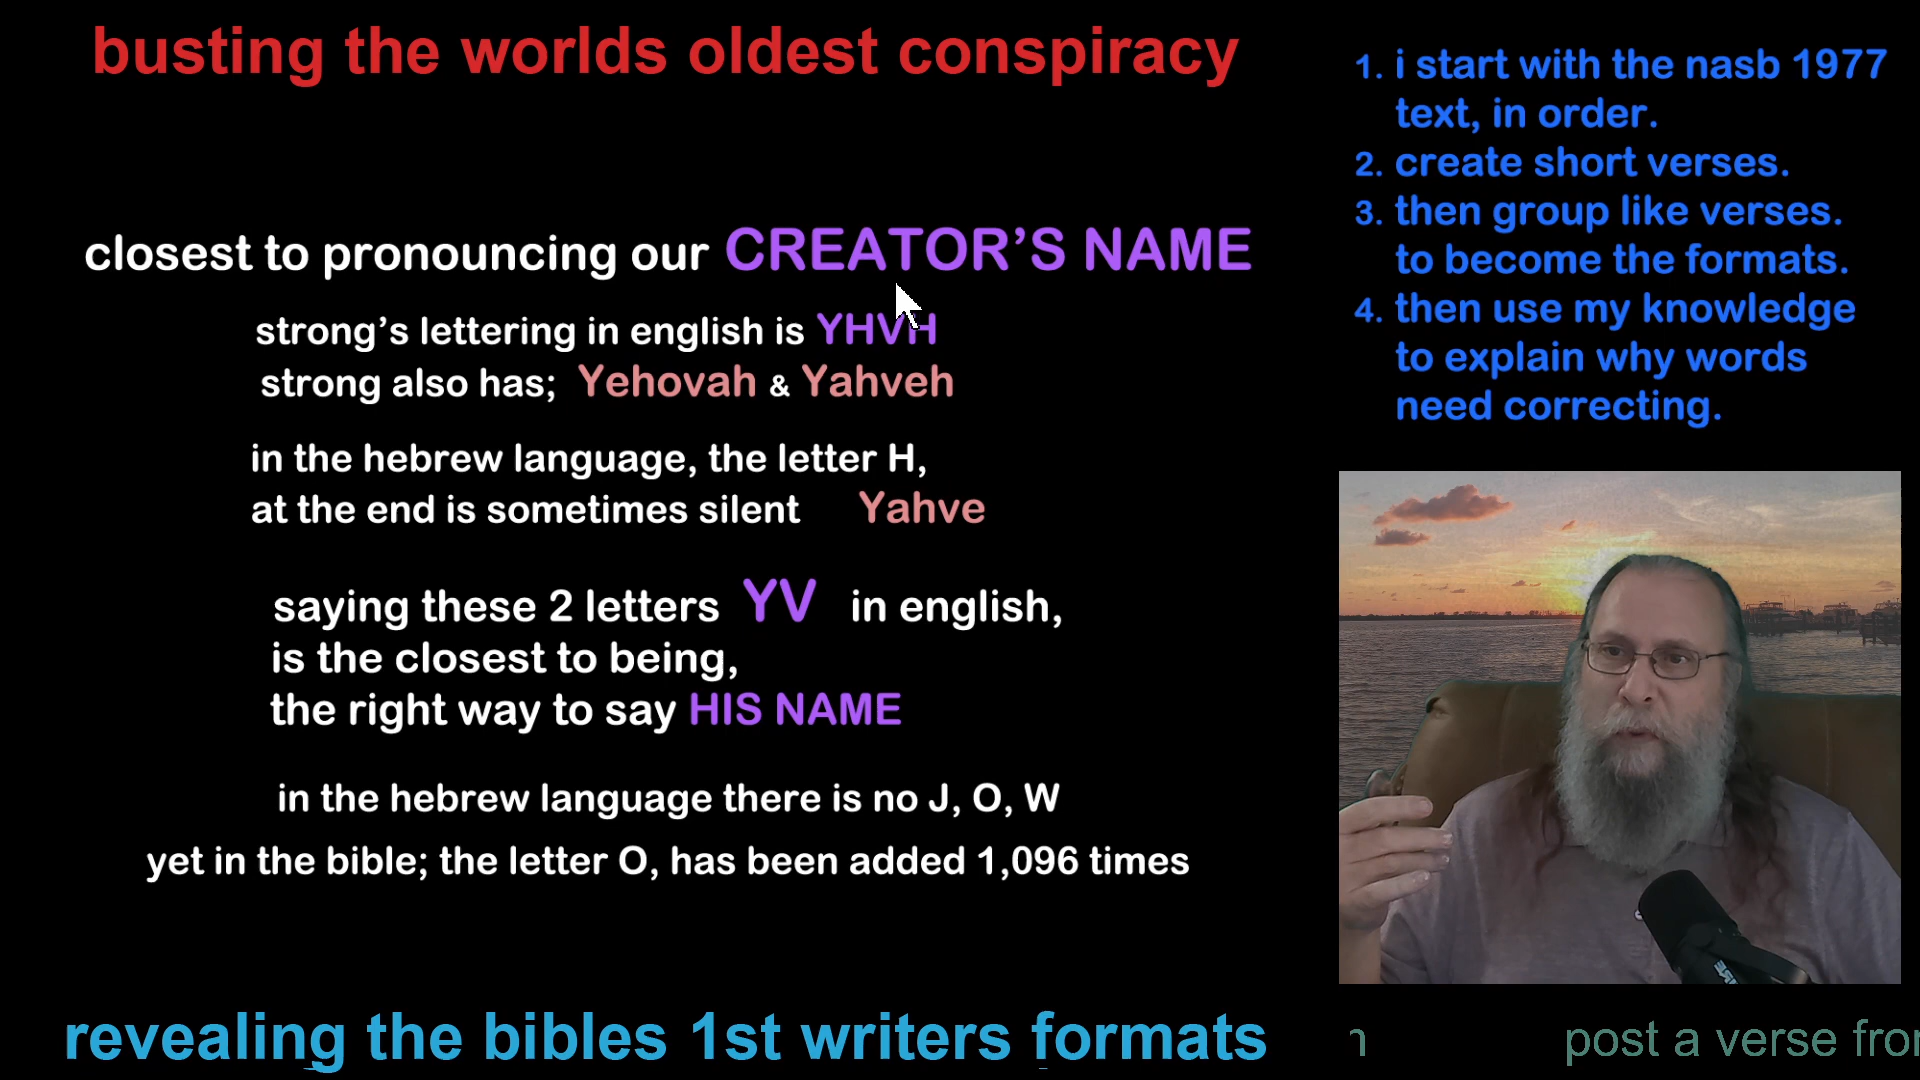 busting the worlds oldest conspiracy
closest to pronouncing our CREATOR'S NAME
strong's lettering in english is YHVH
strong also has; Yehovah & Yahveh
in the hebrew language, the letter H,
at the end is sometimes silent Yahve
saying these 2 letters YV in english,
is the closest to being,
the right way to say HIS NAME
in the hebrew language there is no J, O, W
yet in the bible; the letter O, has been added 1,096 times
revealing the bibles 1st writers formats
1. i start with the nasb 1977
text, in order.
2. create short verses.
3. then group like verses.
to become the formats.
4. then use my knowledge
to explain why words
need correcting.
post a verse